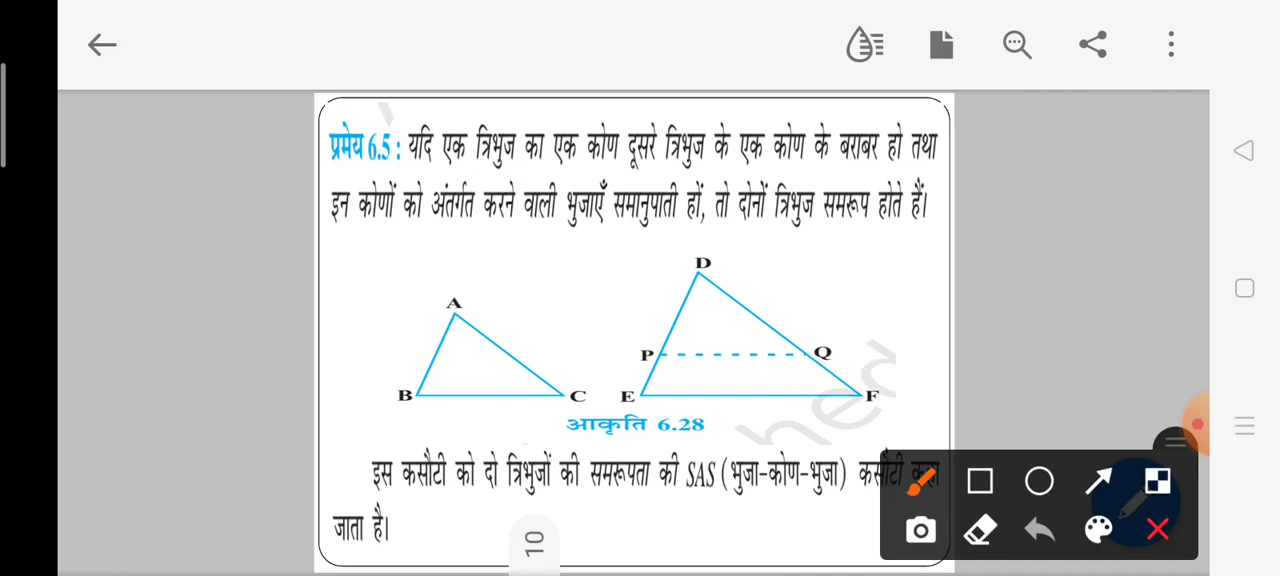 प्रमेय 6.5 : यदि एक त्रिभुज का एक कोण दूसरे त्रिभुज के एक कोण के बराबर हो तथा
इन कोणों को अंतर्गत करने वाली भुजाएँ समानुपाती हों, तो दोनों त्रिभुज समरूप होते हैं।
D
A
P
Q
B
C
E
F
आकृति 6.28
इस कसौटी को दो त्रिभुजों की समरूपता की SAS (भुजा-कोण-भुजा) कसौटी कहा
जाता है।
10